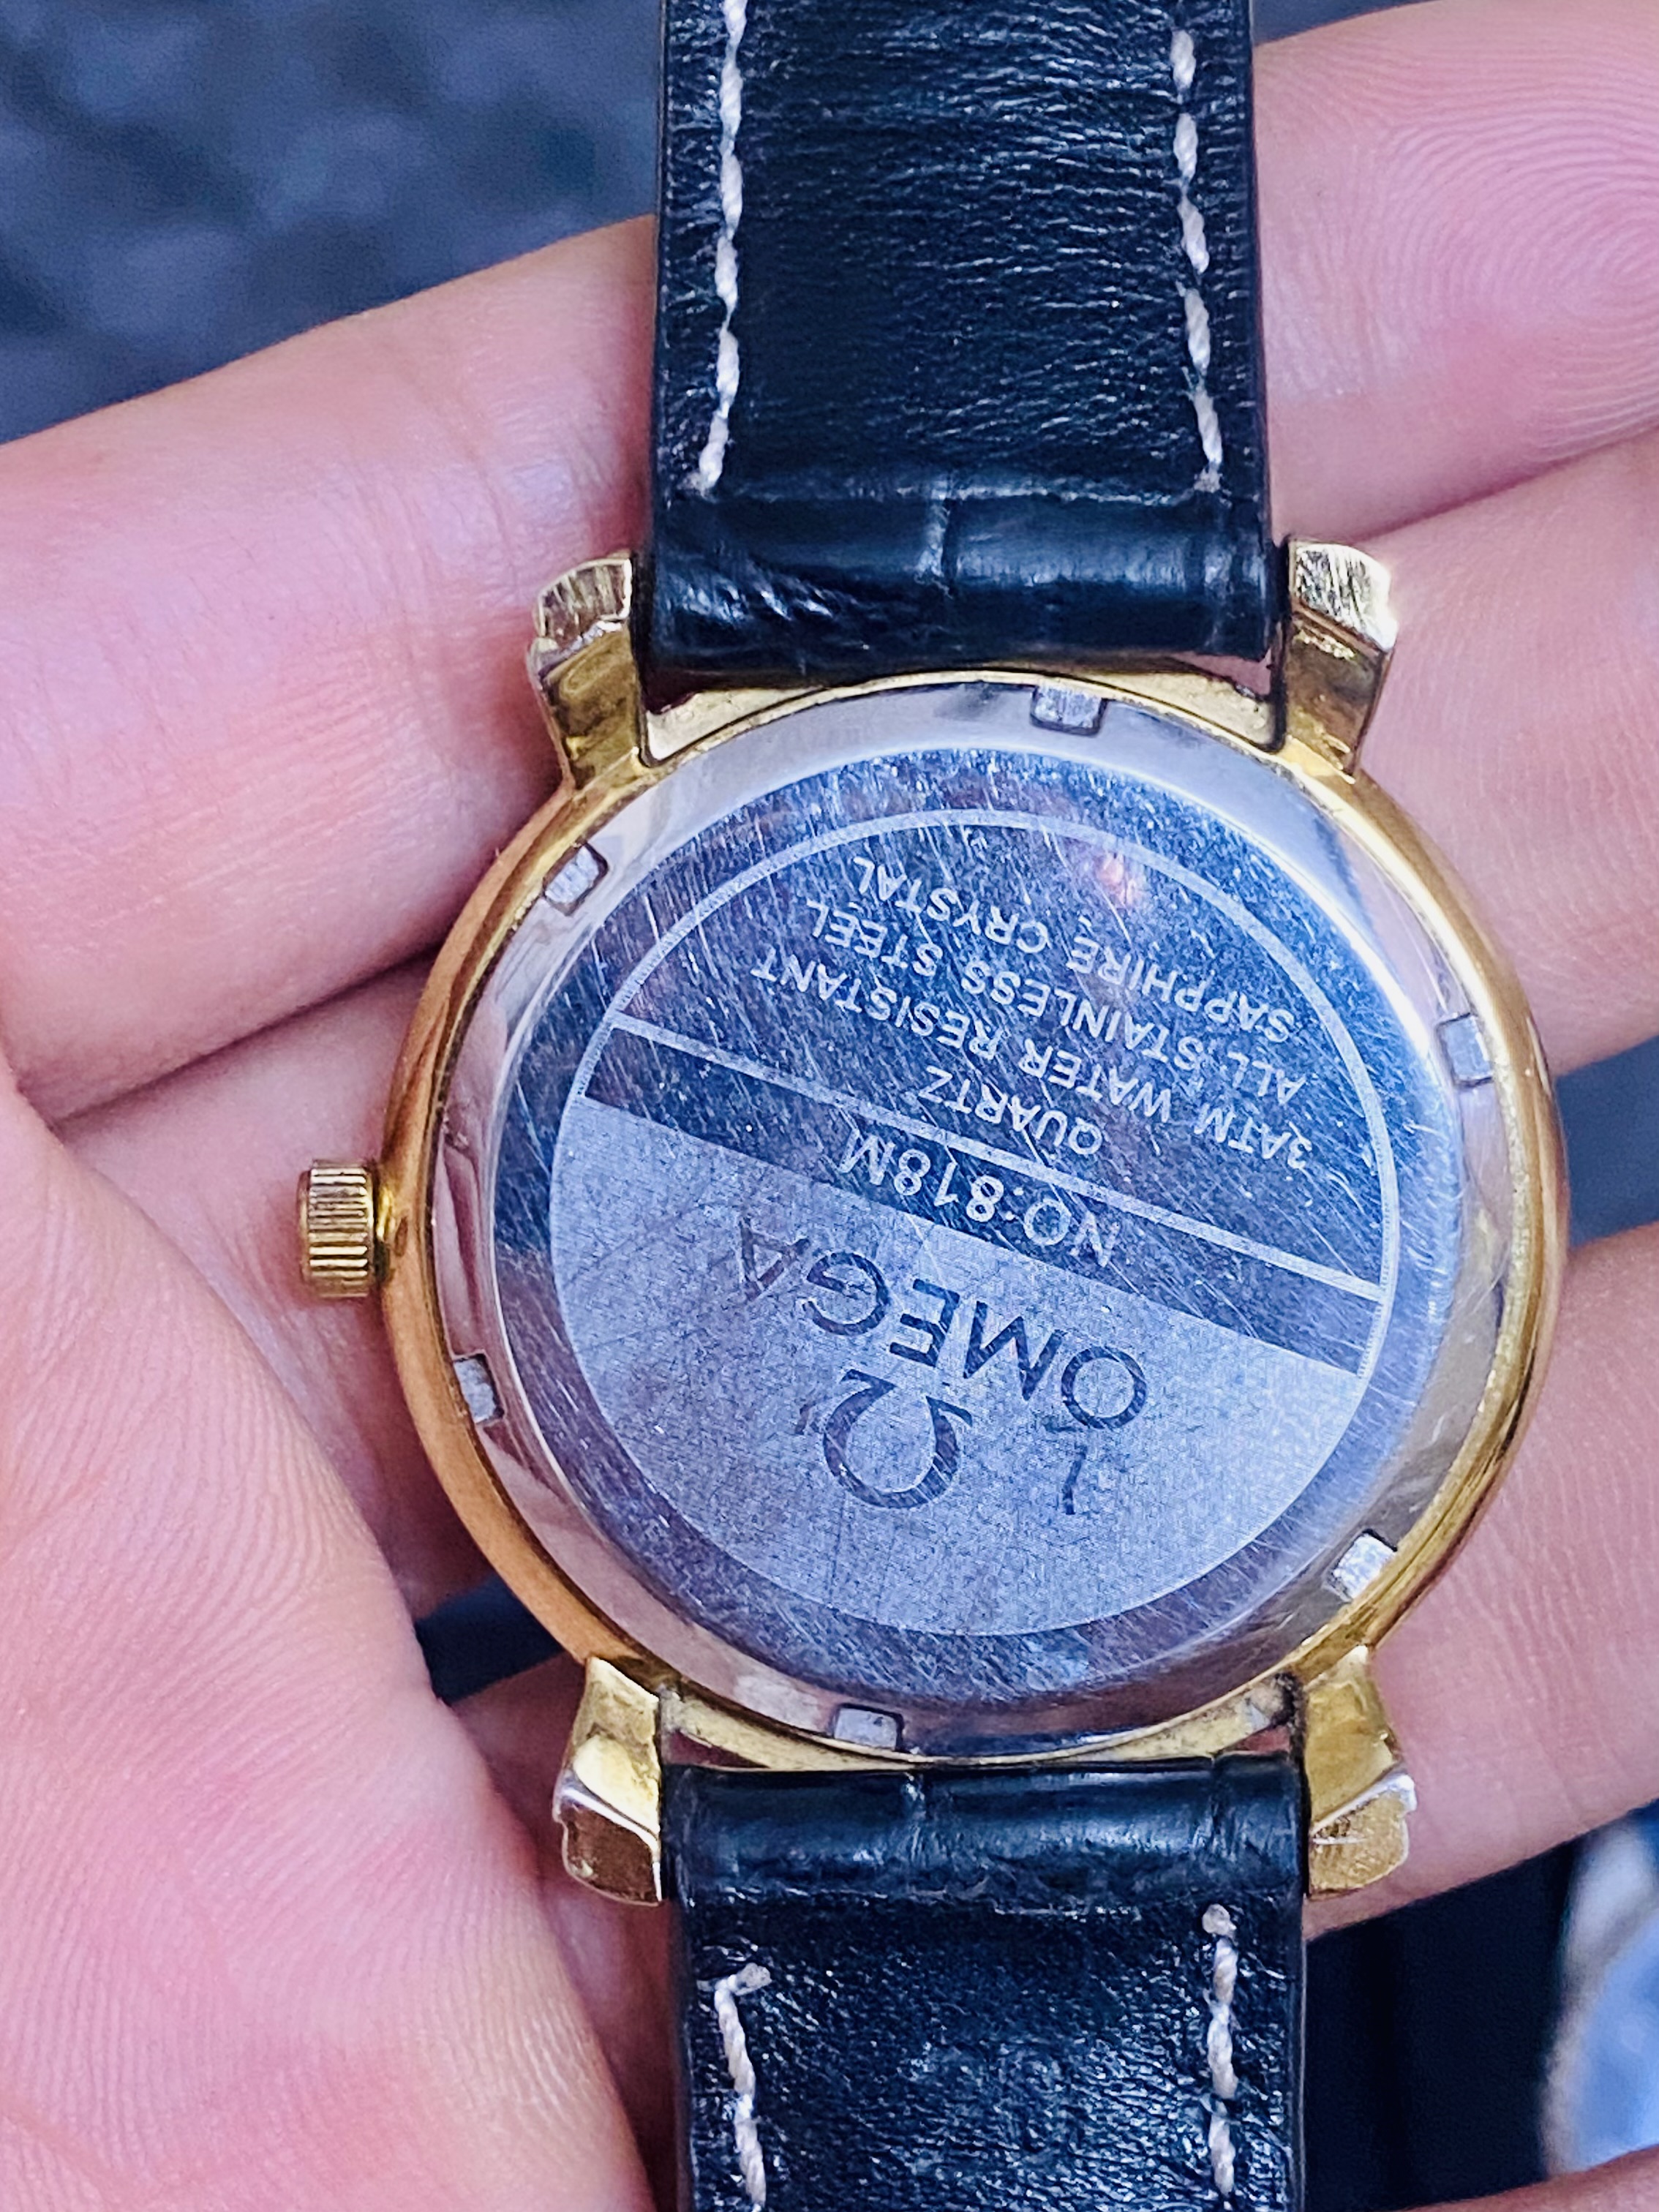 Ω
OMEGA
NO:818M
QUARTZ
3ATM WATER RESISTANT
ALL STAINLESS STEEL
SAPPHIRE CRYSTAL